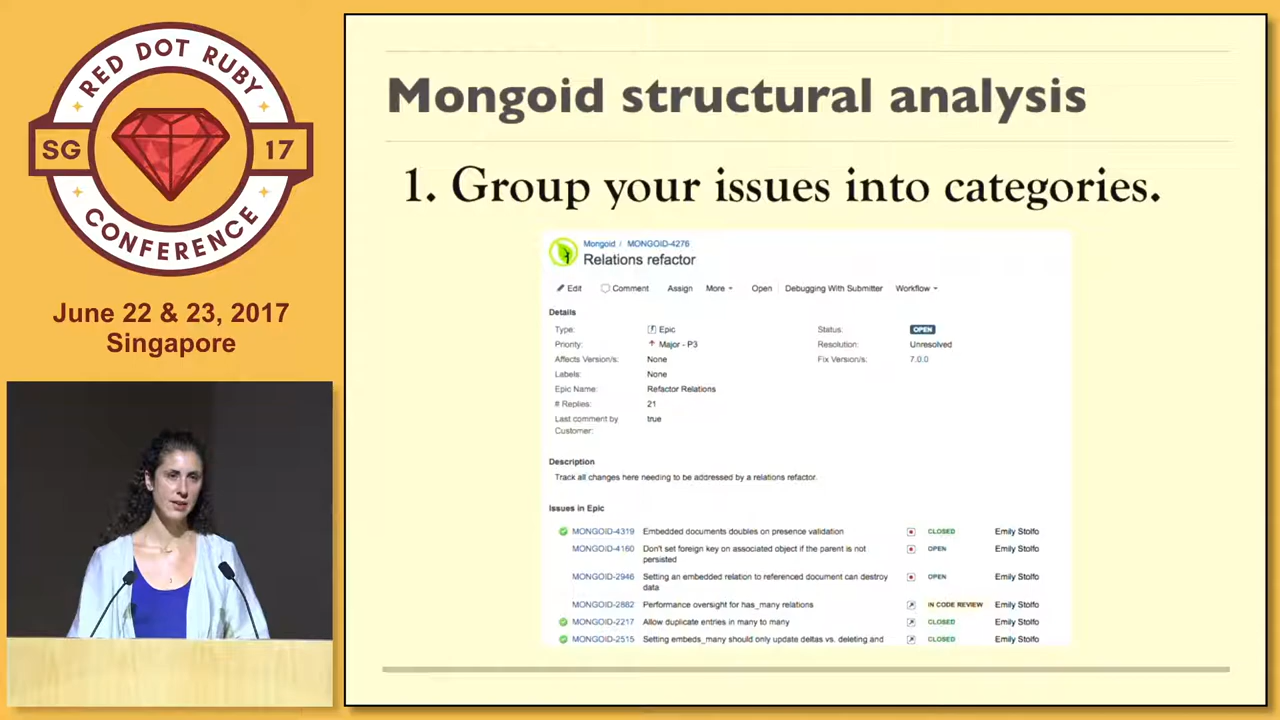 RED DOT RUBY
SG 17
CONFERENCE
June 22 & 23, 2017
Singapore
Mongoid structural analysis
1. Group your issues into categories.
Mongoid / MONGOID-4276
Relations refactor
Edit Comment Assign More Open Debugging With Submitter Workflow
Details
Type: Epic Status: OPEN
Priority: Major - P3 Resolution: Unresolved
Affects Version/s: None Fix Version/s: 7.0.0
Labels: None
Epic Name: Refactor Relations
# Replies: 21
Last comment by true
Customer:
Description
Track all changes here needing to be addressed by a relations refactor.
Issues in Epic
MONGOID-4319 Embedded documents doubles on presence validation CLOSED Emily Stolfo
MONGOID-4160 Don't set foreign key on associated object if the parent is not OPEN Emily Stolfo
persisted
MONGOID-2946 Setting an embedded relation to referenced document can destroy OPEN Emily Stolfo
data
MONGOID-2882 Performance oversight for has_many relations IN CODE REVIEW Emily Stolfo
MONGOID-2217 Allow duplicate entries in many to many CLOSED Emily Stolfo
MONGOID-2515 Setting embeds_many should only update deltas vs. deleting and CLOSED Emily Stolfo